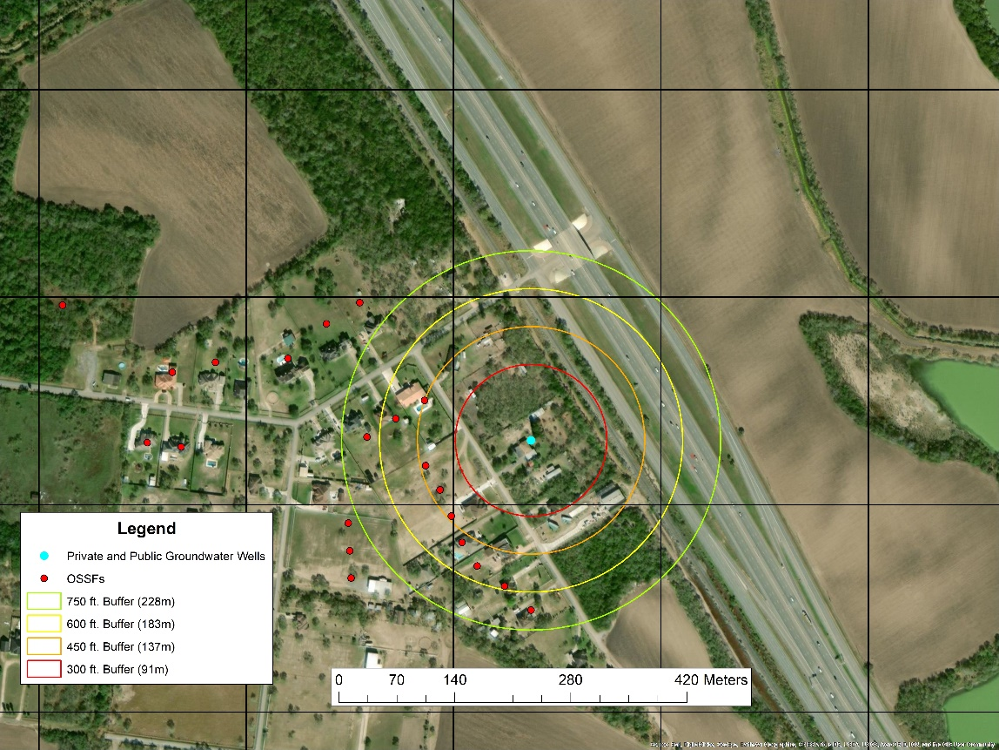 Legend
Private and Public Groundwater Wells
OSSFs
750 ft. Buffer (228m)
600 ft. Buffer (183m)
450 ft. Buffer (137m)
300 ft. Buffer (91m)
0 70 140 280 420 Meters